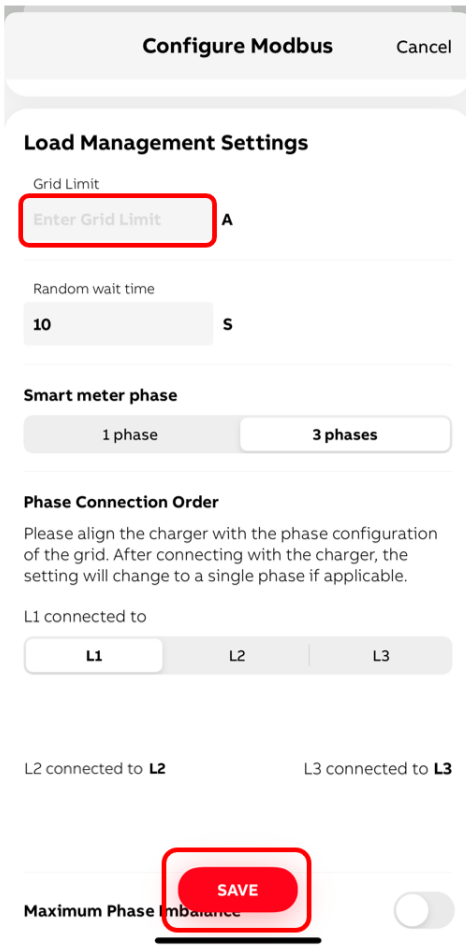 Configure Modbus
Cancel
Load Management Settings
Grid Limit
Enter Grid Limit A
Random wait time
10 S
Smart meter phase
1 phase 3 phases
Phase Connection Order
Please align the charger with the phase configuration
of the grid. After connecting with the charger, the
setting will change to a single phase if applicable.
L1 connected to
L1 L2 L3
L2 connected to L2 L3 connected to L3
SAVE
Maximum Phase Imbalance